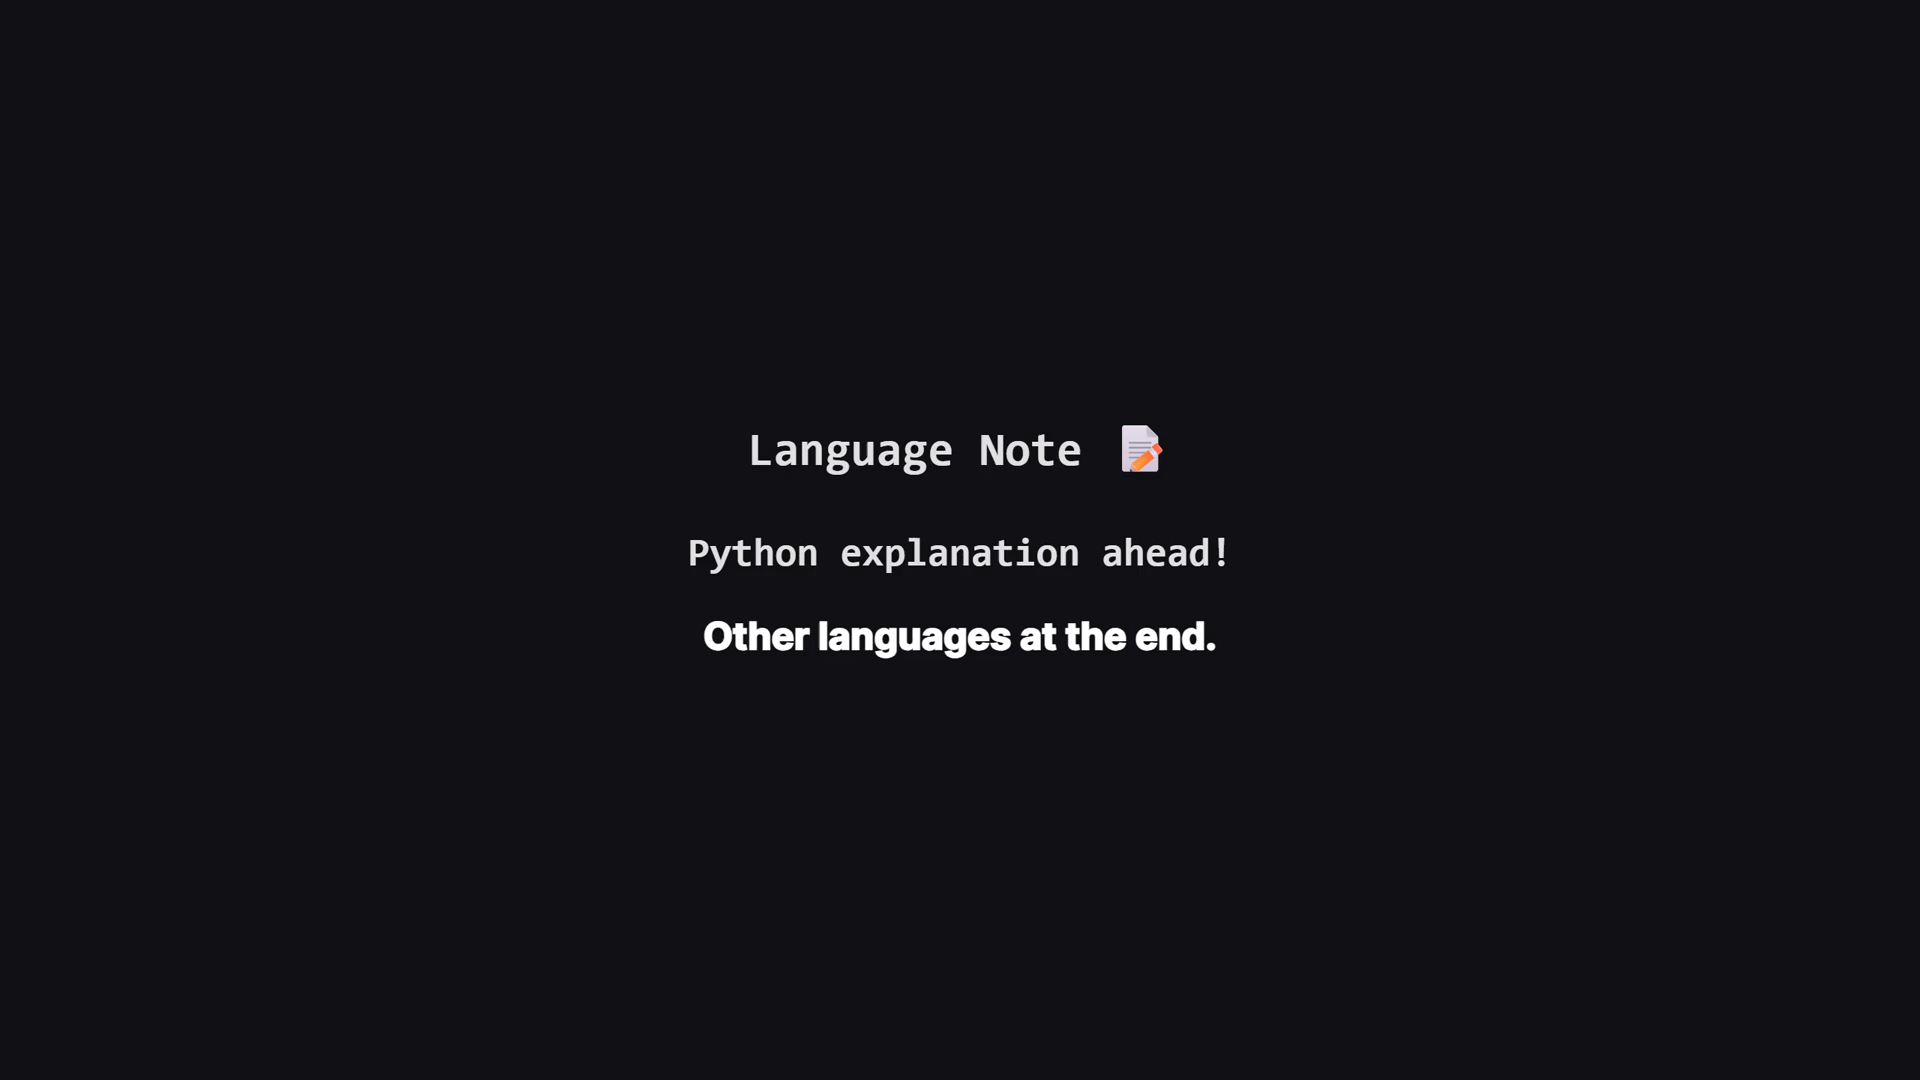 Language Note 📝
Python explanation ahead!
Other languages at the end.